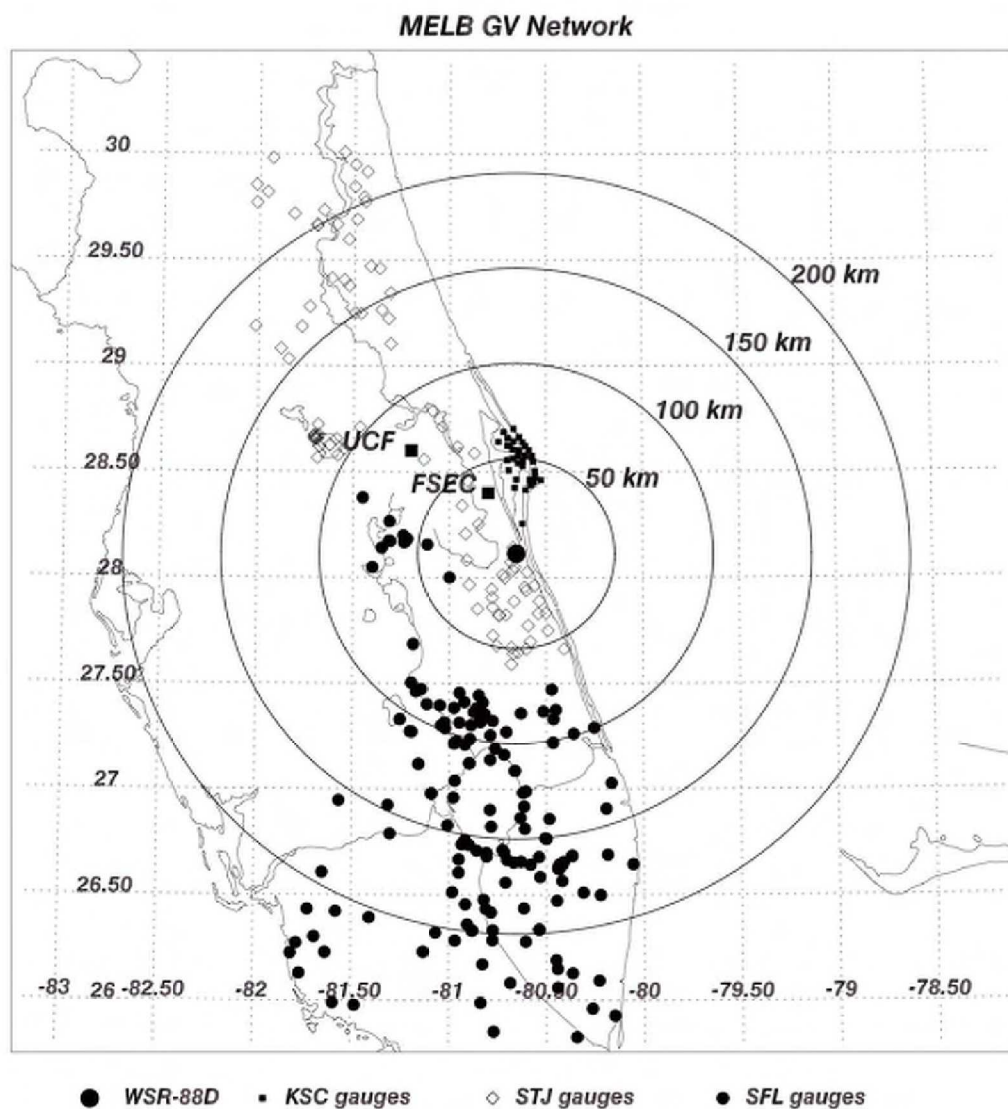 MELB GV Network
30
29.50
200 km
150 km
29
100 km
UCF
28.50
FSEC
50 km
28
27.50
27
26.50
-83 -82.50 -82 -81.50 -81 -80.50 -80 -79.50 -79 -78.50
26
WSR-88D KSC gauges STJ gauges SFL gauges